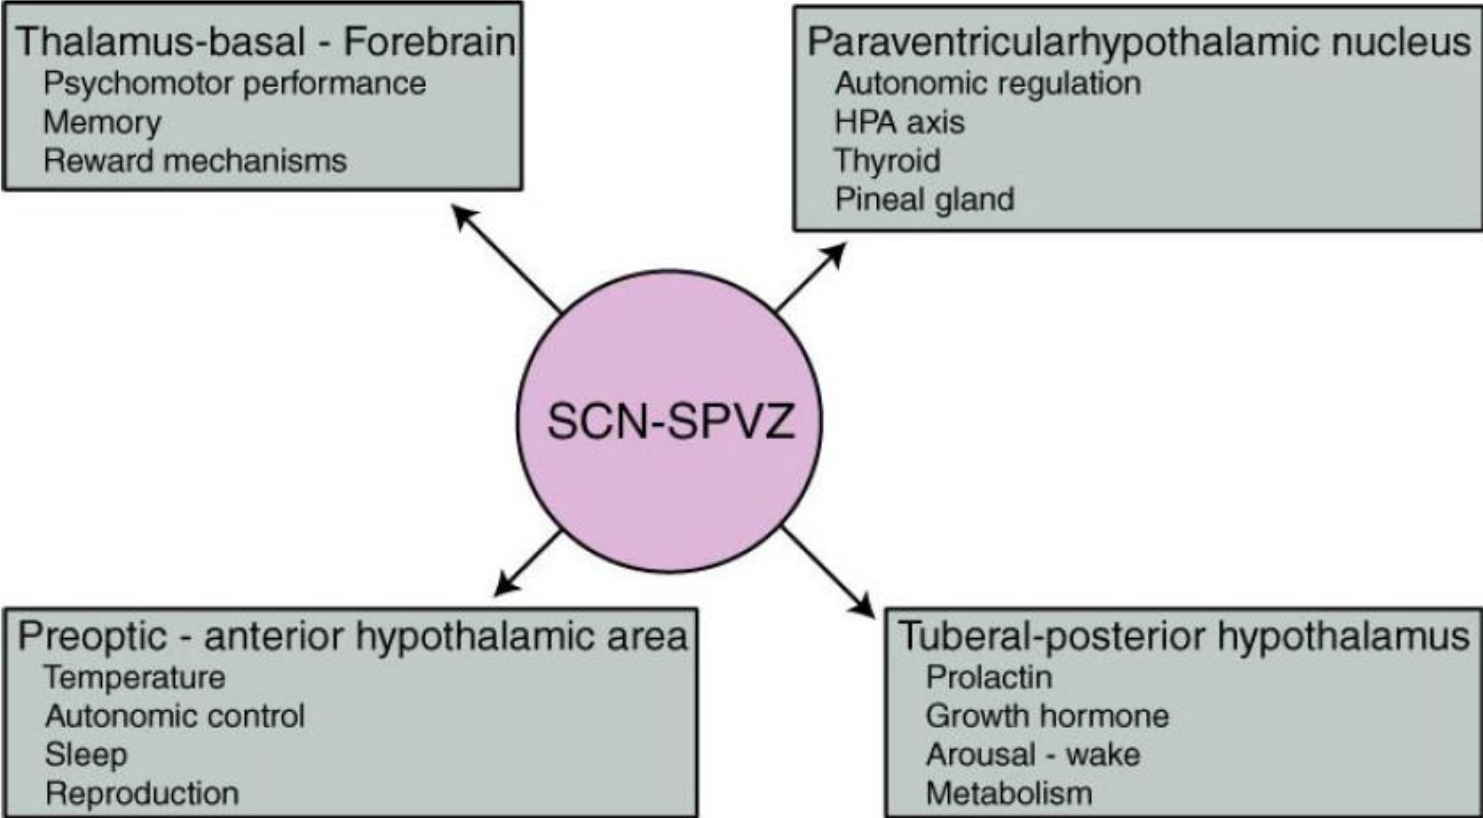 Thalamus-basal - Forebrain
Psychomotor performance
Memory
Reward mechanisms
Paraventricularhypothalamic nucleus
Autonomic regulation
HPA axis
Thyroid
Pineal gland
SCN-SPVZ
Preoptic - anterior hypothalamic area
Temperature
Autonomic control
Sleep
Reproduction
Tuberal-posterior hypothalamus
Prolactin
Growth hormone
Arousal - wake
Metabolism